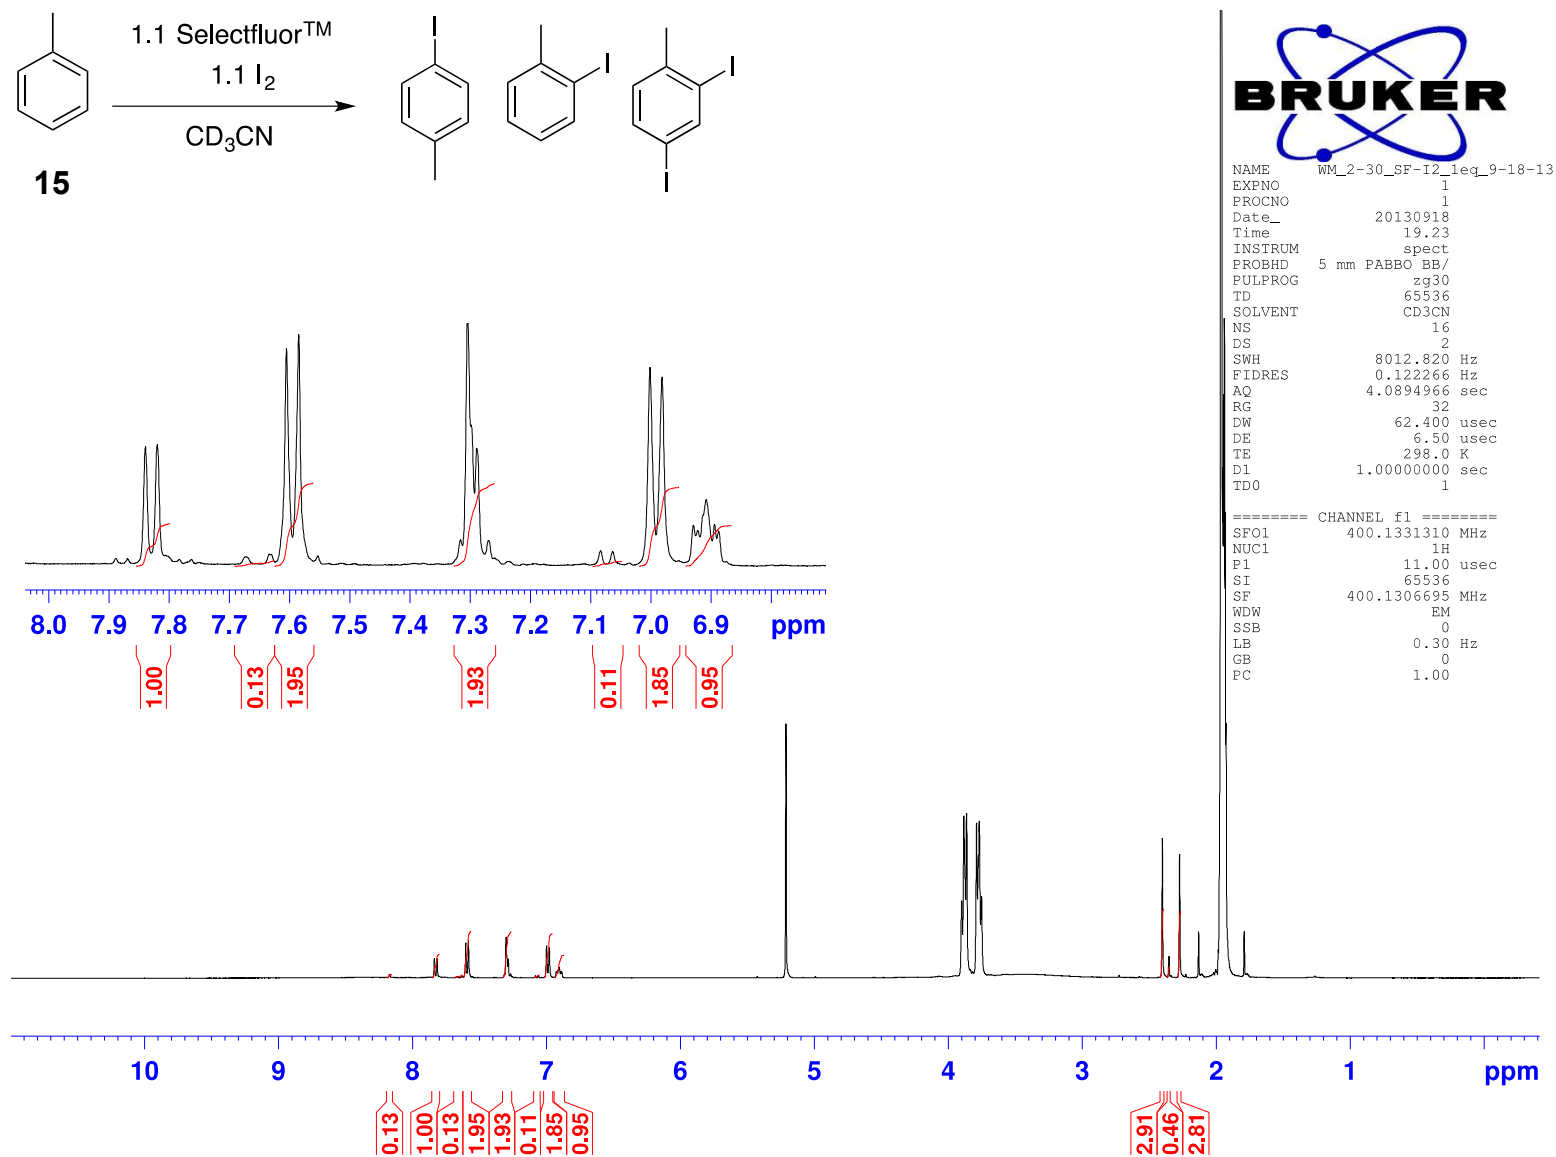 1.1 Selectfluor™
1.1 I2
CD3CN
15
I
I
I
I
BRUKER
NAME WM_2-30_SF-I2_1eq_9-18-13
EXPNO 1
PROCNO 1
Date_ 20130918
Time 19.23
INSTRUM spect
PROBHD 5 mm PABBO BB/
PULPROG zg30
TD 65536
SOLVENT CD3CN
NS 16
DS 2
SWH 8012.820 Hz
FIDRES 0.122266 Hz
AQ 4.0894966 sec
RG 32
DW 62.400 usec
DE 6.50 usec
TE 298.0 K
D1 1.00000000 sec
TD0 1
======== CHANNEL f1 ========
SFO1 400.1331310 MHz
NUC1 1H
P1 11.00 usec
SI 65536
SF 400.1306695 MHz
WDW EM
SSB 0
LB 0.30 Hz
GB 0
PC 1.00
8.0 7.9 7.8 7.7 7.6 7.5 7.4 7.3 7.2 7.1 7.0 6.9 ppm
1.00 0.13 1.95 1.93 0.11 1.85 0.95
10 9 8 7 6 5 4 3 2 1 ppm
0.13 1.00 0.13 1.95 1.93 0.11 1.85 0.95 2.91 0.46 2.81